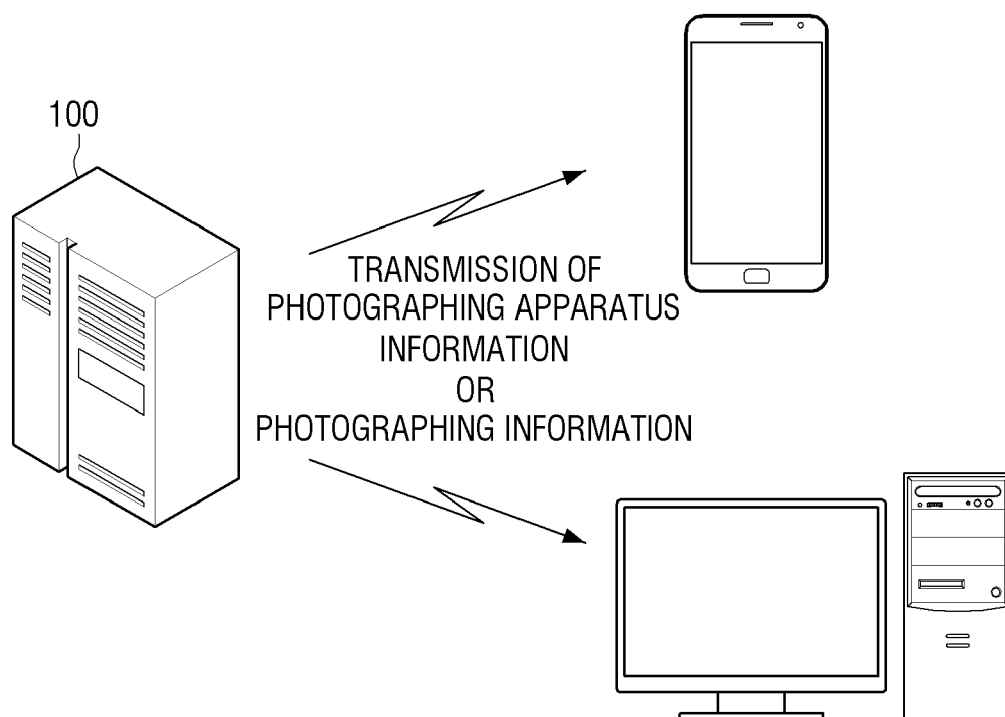 100
TRANSMISSION OF
PHOTOGRAPHING APPARATUS
INFORMATION
OR
PHOTOGRAPHING INFORMATION